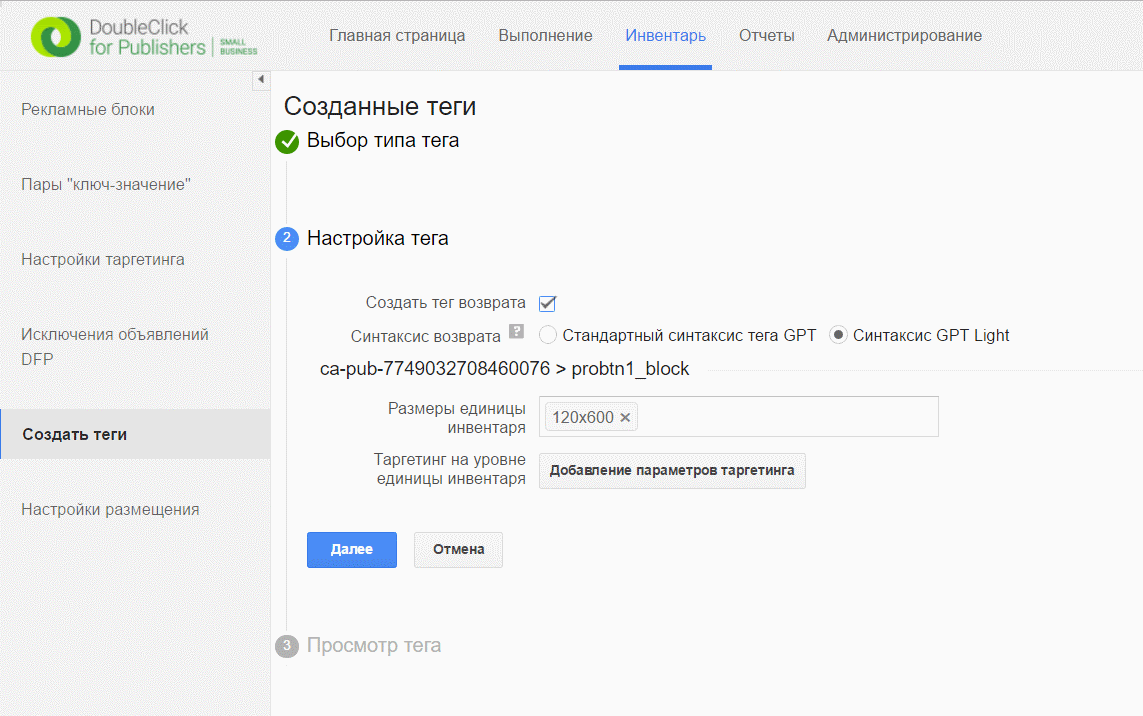 DoubleClick
for Publishers | SMALL BUSINESS
Главная страница
Выполнение
Инвентарь
Отчеты
Администрирование
Рекламные блоки
Пары "ключ-значение"
Настройки таргетинга
Исключения объявлений
DFP
Создать теги
Настройки размещения
Созданные теги
Выбор типа тега
2 Настройка тега
Создать тег возврата
Синтаксис возврата ? Стандартный синтаксис тега GPT Синтаксис GPT Light
ca-pub-7749032708460076 > probtn1_block
Размеры единицы
инвентаря
120x600 ×
Таргетинг на уровне
единицы инвентаря
Добавление параметров таргетинга
Далее
Отмена
3 Просмотр тега